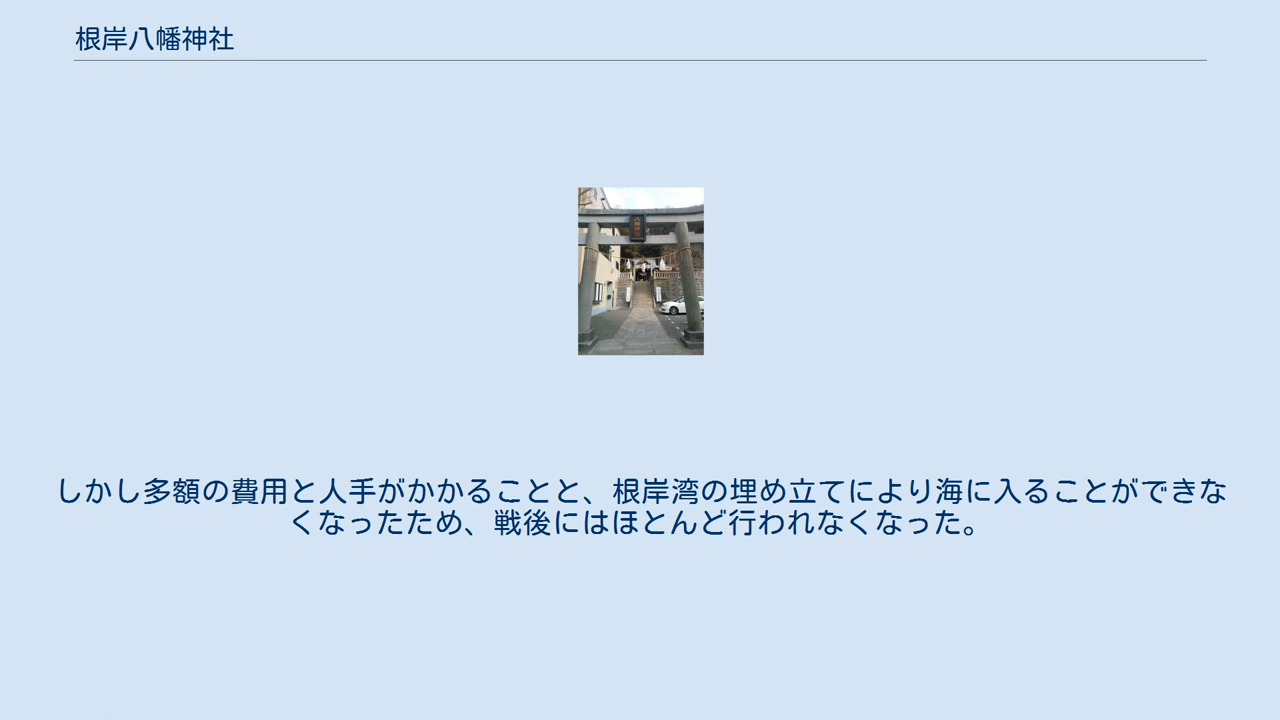 根岸八幡神社
しかし多額の費用と人手がかかることと、根岸湾の埋め立てにより海に入ることができな
くなったため、戦後にはほとんど行われなくなった。